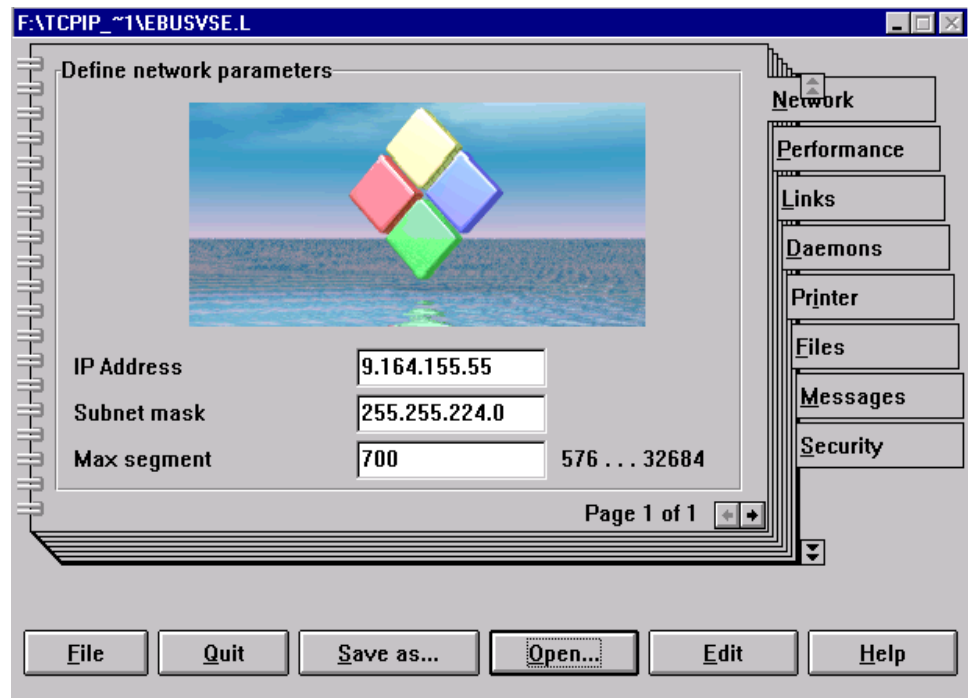 F:\TCPIP_~1\EBUSVSE.L
Define network parameters
Network
Performance
Links
Daemons
Printer
Files
Messages
Security
IP Address 9.164.155.55
Subnet mask 255.255.224.0
Max segment 700 576 . . . 32684
Page 1 of 1
File Quit Save as... Open... Edit Help